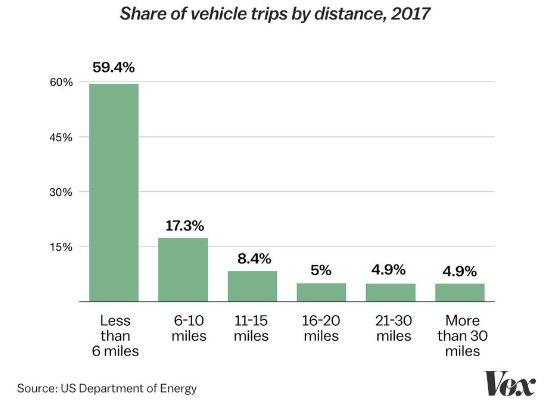 Share of vehicle trips by distance, 2017
59.4%
60%
45%
30%
17.3%
15%
8.4%
5%
4.9%
4.9%
Less
than
6 miles
6-10
miles
11-15
miles
16-20
miles
21-30
miles
More
than 30
miles
Source: US Department of Energy
Vox